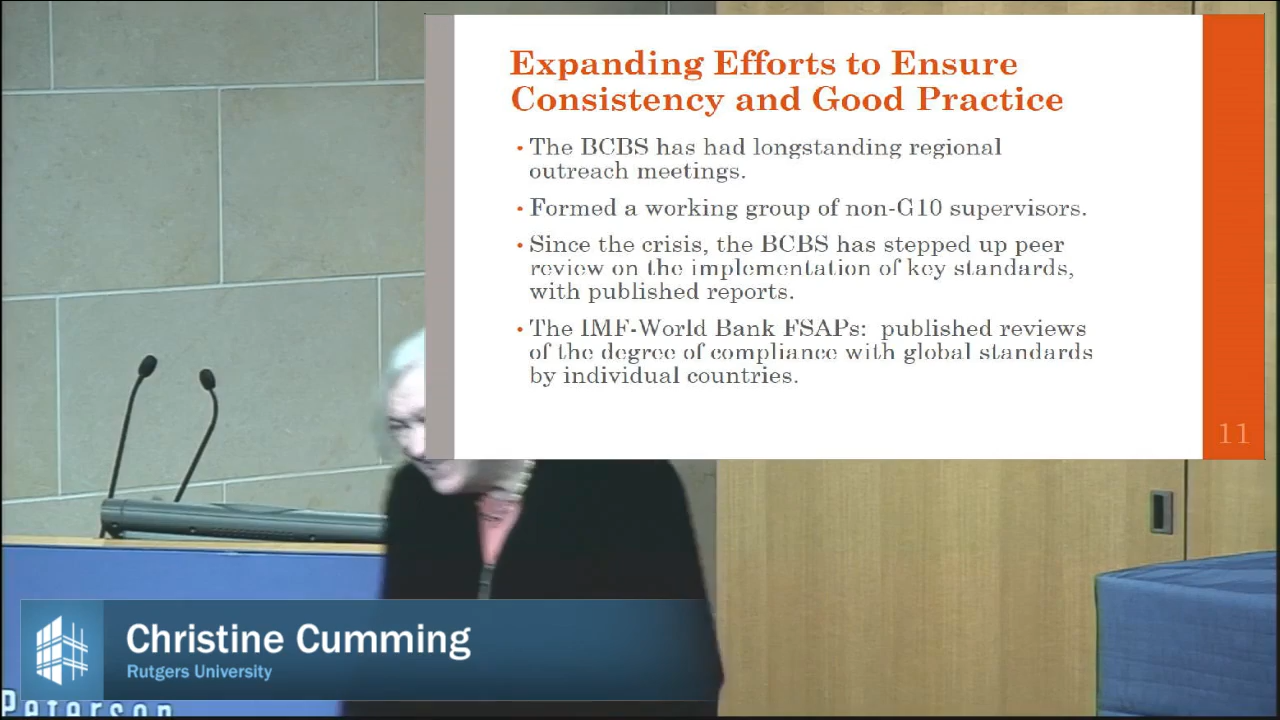 Expanding Efforts to Ensure
Consistency and Good Practice
• The BCBS has had longstanding regional
outreach meetings.
• Formed a working group of non-G10 supervisors.
• Since the crisis, the BCBS has stepped up peer
review on the implementation of key standards,
with published reports.
• The IMF-World Bank FSAPs:  published reviews
of the degree of compliance with global standards
by individual countries.
11
Christine Cumming
Rutgers University
Peterson